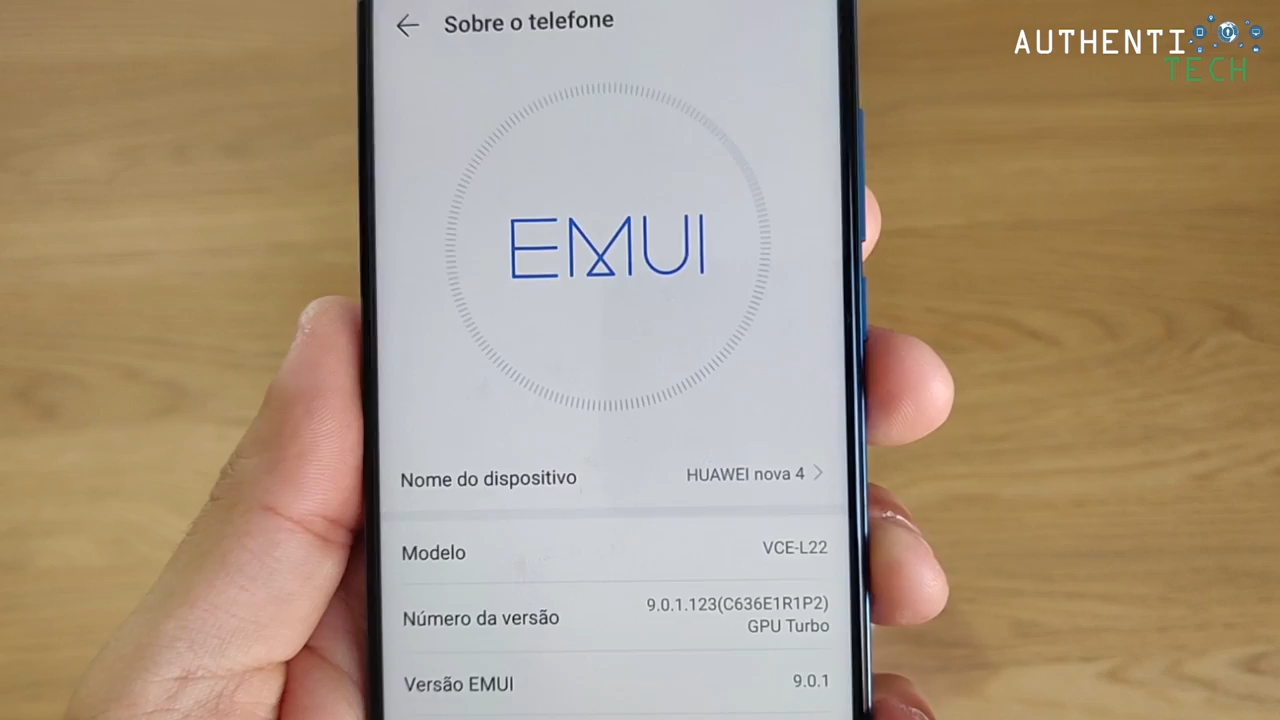 Sobre o telefone
AUTHENTI
TECH
EMUI
Nome do dispositivo HUAWEI nova 4
Modelo VCE-L22
Número da versão 9.0.1.123(C636E1R1P2)
GPU Turbo
Versão EMUI 9.0.1